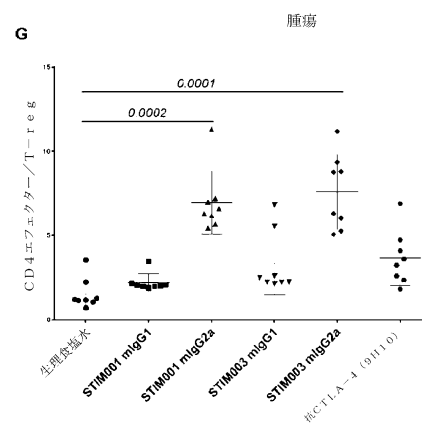 腫瘍
G
15
10
5
0
0.0001
0.0002
CD4エフェクター/T-reg
生理食塩水
STIM001 mIgG1
STIM001 mIgG2a
STIM003 mIgG1
STIM003 mIgG2a
抗CTLA-4 (9H10)